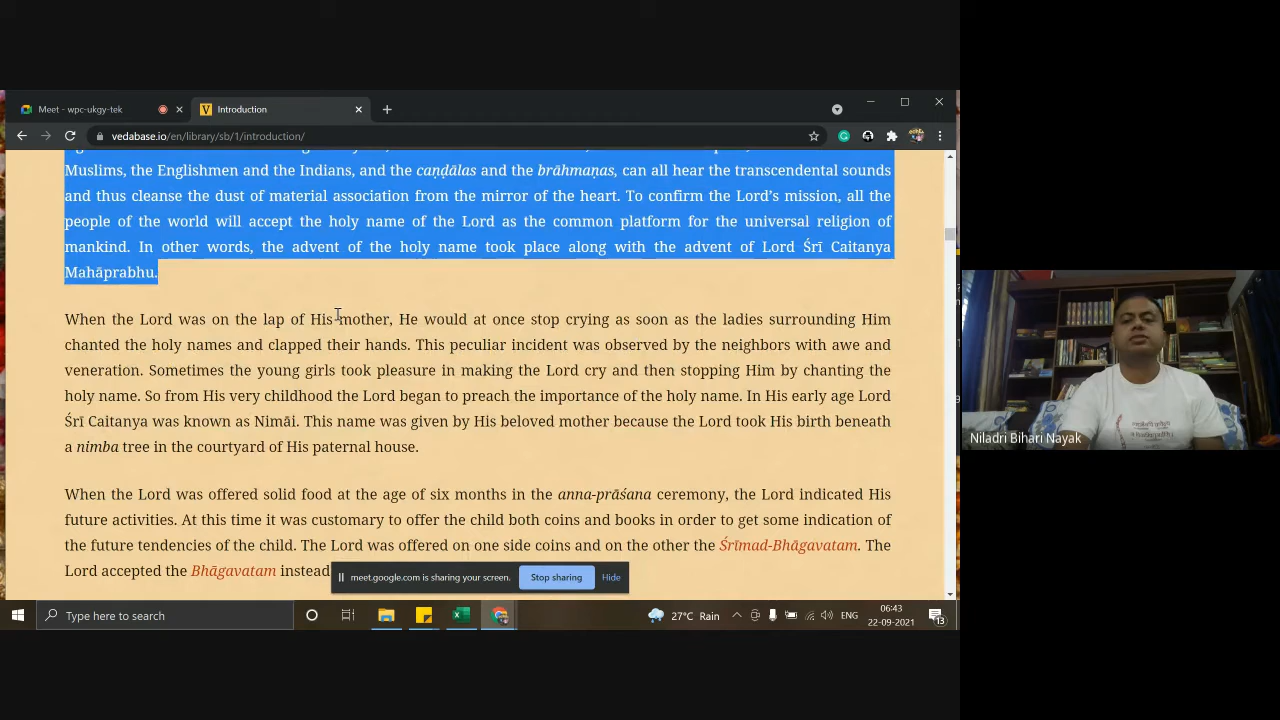 Meet - wpc-ukgy-tek
Introduction
vedabase.io/en/library/sb/1/introduction/
Muslims, the Englishmen and the Indians, and the caṇḍālas and the brāhmaṇas, can all hear the transcendental sounds
and thus cleanse the dust of material association from the mirror of the heart. To confirm the Lord's mission, all the
people of the world will accept the holy name of the Lord as the common platform for the universal religion of
mankind. In other words, the advent of the holy name took place along with the advent of Lord Śrī Caitanya
Mahāprabhu.
When the Lord was on the lap of His mother, He would at once stop crying as soon as the ladies surrounding Him
chanted the holy names and clapped their hands. This peculiar incident was observed by the neighbors with awe and
veneration. Sometimes the young girls took pleasure in making the Lord cry and then stopping Him by chanting the
holy name. So from His very childhood the Lord began to preach the importance of the holy name. In His early age Lord
Śrī Caitanya was known as Nimāi. This name was given by His beloved mother because the Lord took His birth beneath
a nimba tree in the courtyard of His paternal house.
When the Lord was offered solid food at the age of six months in the anna-prāśana ceremony, the Lord indicated His
future activities. At this time it was customary to offer the child both coins and books in order to get some indication of
the future tendencies of the child. The Lord was offered on one side coins and on the other the Śrīmad-Bhāgavatam. The
Lord accepted the Bhāgavatam instead
meet.google.com is sharing your screen.
Stop sharing
Hide
Type here to search
27°C Rain
ENG
06:43
22-09-2021
13
Niladri Bihari Nayak